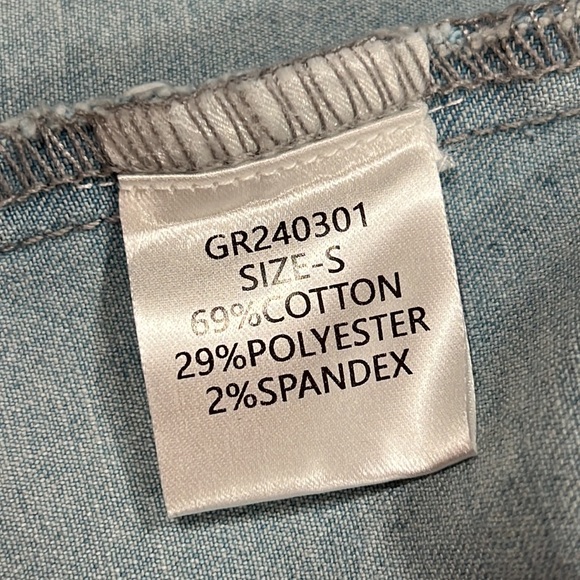 GR240301
SIZE-S
69%COTTON
29%POLYESTER
2%SPANDEX